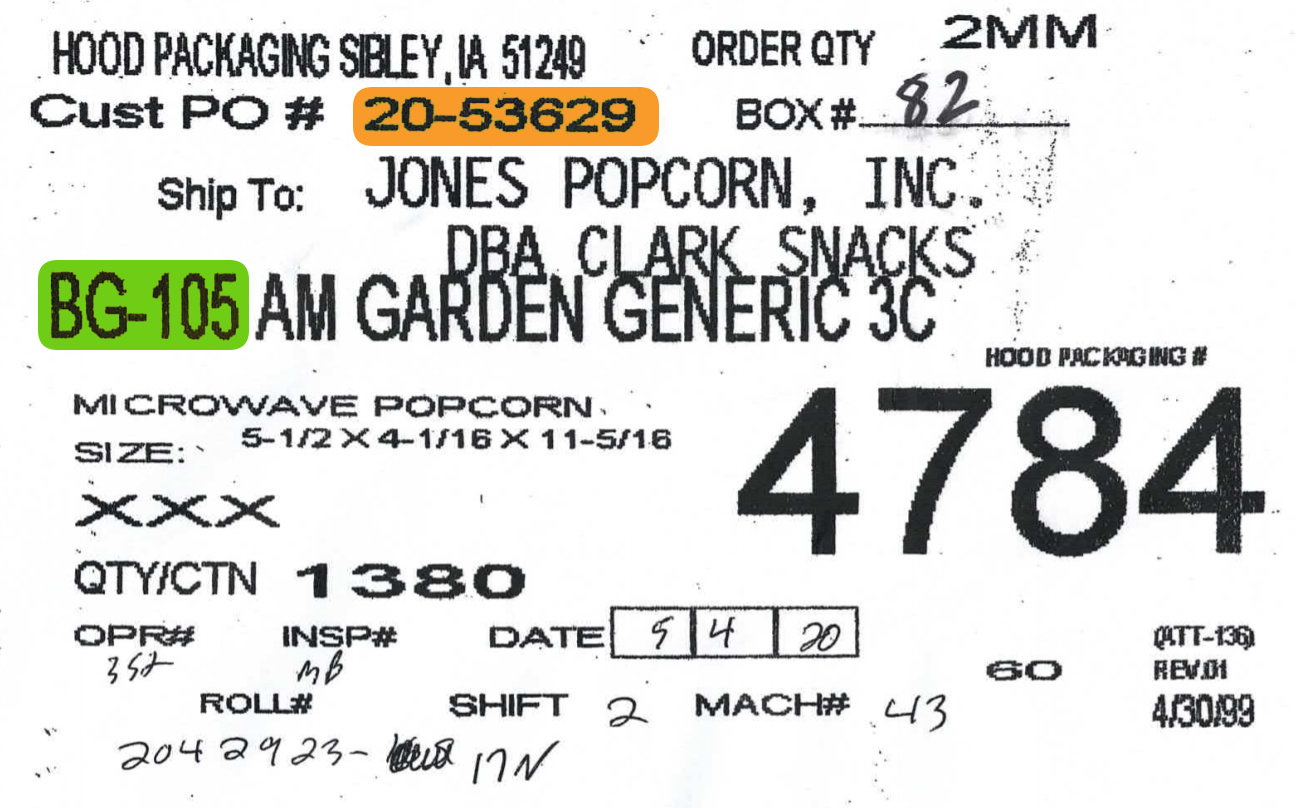 HOOD PACKAGING SIBLEY, IA 51249 ORDER QTY 2MM
Cust PO # 20-53629 BOX # 82
Ship To: JONES POPCORN, INC.
DBA CLARK SNACKS
BG-105 AM GARDEN GENERIC 3C
HOOD PACKAGING #
4784
MICROWAVE POPCORN
SIZE: 5-1/2 X 4-1/16 X 11-5/16
XXX
QTY/CTN 1380
OPR# 352 INSP# MB DATE 5 4 20
60 (ATT-136)
REV.01
4/30/99
ROLL# SHIFT 2 MACH# 43
2042923- 17N